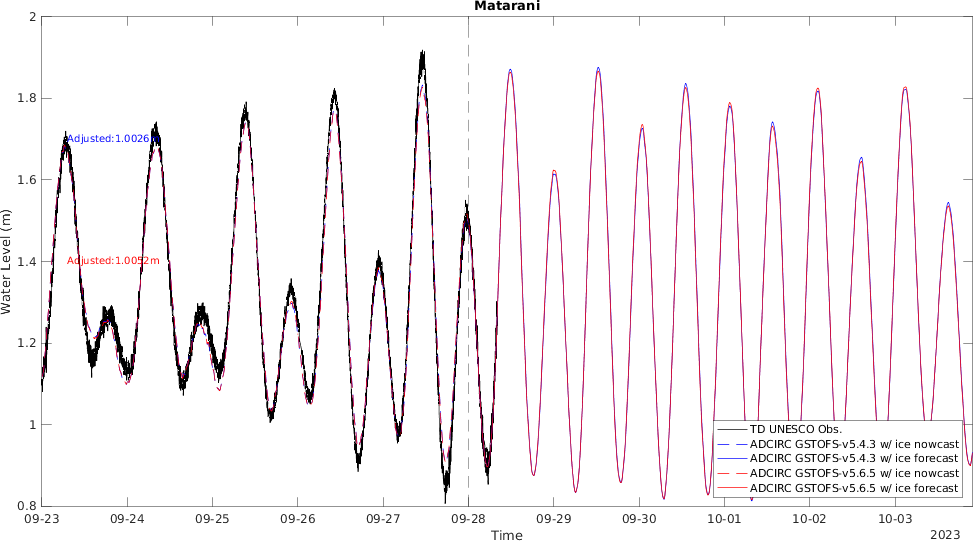 Matarani
2
1.8
1.6
1.4
1.2
1
0.8
Water Level (m)
Adjusted:1.0026
Adjusted:1.0052m
TD UNESCO Obs.
ADCIRC GSTOFS-v5.4.3 w/ ice nowcast
ADCIRC GSTOFS-v5.4.3 w/ ice forecast
ADCIRC GSTOFS-v5.6.5 w/ ice nowcast
ADCIRC GSTOFS-v5.6.5 w/ ice forecast
09-23 09-24 09-25 09-26 09-27 09-28 09-29 09-30 10-01 10-02 10-03
Time
2023